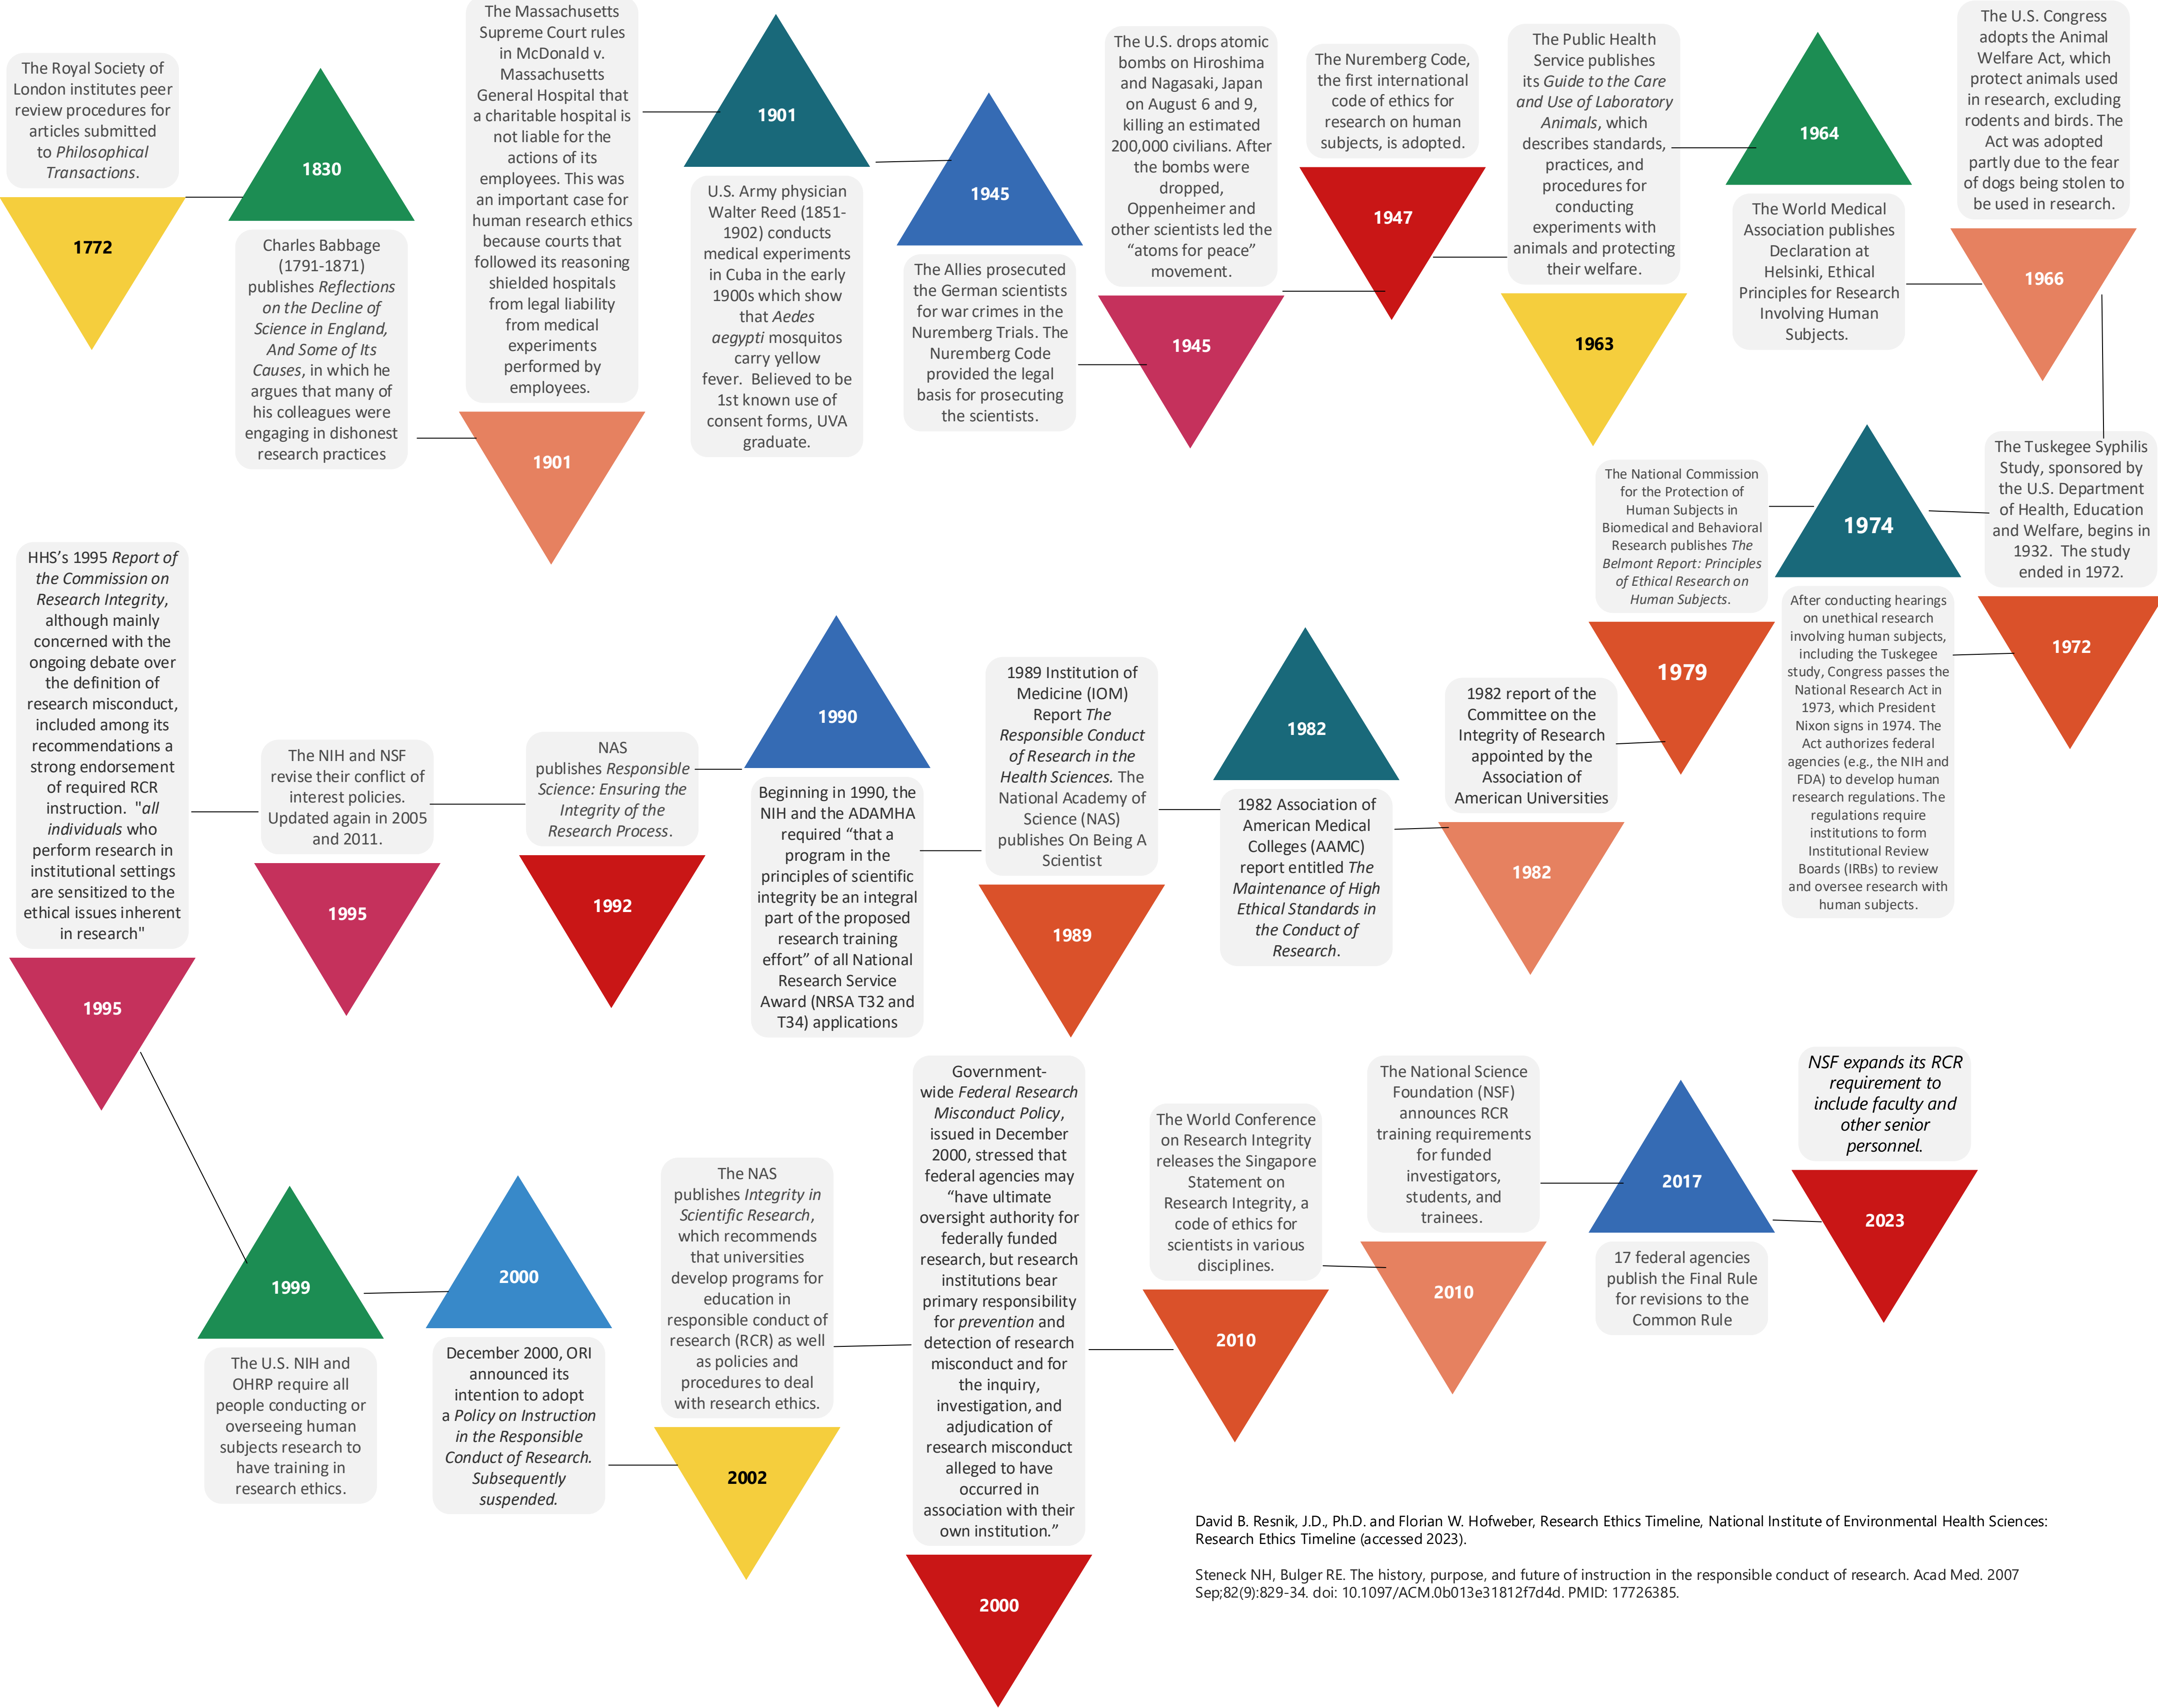 The Royal Society of
London institutes peer
review procedures for
articles submitted
to Philosophical
Transactions.
1772
1830
Charles Babbage
(1791-1871)
publishes Reflections
on the Decline of
Science in England,
And Some of Its
Causes, in which he
argues that many of
his colleagues were
engaging in dishonest
research practices
The Massachusetts
Supreme Court rules
in McDonald v.
Massachusetts
General Hospital that
a charitable hospital is
not liable for the
actions of its
employees. This was
an important case for
human research ethics
because courts that
followed its reasoning
shielded hospitals
from legal liability
from medical
experiments
performed by
employees.
1901
1901
U.S. Army physician
Walter Reed (1851-
1902) conducts
medical experiments
in Cuba in the early
1900s which show
that Aedes
aegypti mosquitos
carry yellow
fever. Believed to be
1st known use of
consent forms, UVA
graduate.
1945
The Allies prosecuted
the German scientists
for war crimes in the
Nuremberg Trials. The
Nuremberg Code
provided the legal
basis for prosecuting
the scientists.
The U.S. drops atomic
bombs on Hiroshima
and Nagasaki, Japan
on August 6 and 9,
killing an estimated
200,000 civilians. After
the bombs were
dropped,
Oppenheimer and
other scientists led the
“atoms for peace”
movement.
1945
The Nuremberg Code,
the first international
code of ethics for
research on human
subjects, is adopted.
1947
The Public Health
Service publishes
its Guide to the Care
and Use of Laboratory
Animals, which
describes standards,
practices, and
procedures for
conducting
experiments with
animals and protecting
their welfare.
1963
1964
The World Medical
Association publishes
Declaration at
Helsinki, Ethical
Principles for Research
Involving Human
Subjects.
The U.S. Congress
adopts the Animal
Welfare Act, which
protect animals used
in research, excluding
rodents and birds. The
Act was adopted
partly due to the fear
of dogs being stolen to
be used in research.
1966
The Tuskegee Syphilis
Study, sponsored by
the U.S. Department
of Health, Education
and Welfare, begins in
1932. The study
ended in 1972.
1972
1974
After conducting hearings
on unethical research
involving human subjects,
including the Tuskegee
study, Congress passes the
National Research Act in
1973, which President
Nixon signs in 1974. The
Act authorizes federal
agencies (e.g., the NIH and
FDA) to develop human
research regulations. The
regulations require
institutions to form
Institutional Review
Boards (IRBs) to review
and oversee research with
human subjects.
The National Commission
for the Protection of
Human Subjects in
Biomedical and Behavioral
Research publishes The
Belmont Report: Principles
of Ethical Research on
Human Subjects.
1979
1982 report of the
Committee on the
Integrity of Research
appointed by the
Association of
American Universities
1982
1982
1982 Association of
American Medical
Colleges (AAMC)
report entitled The
Maintenance of High
Ethical Standards in
the Conduct of
Research.
1989 Institution of
Medicine (IOM)
Report The
Responsible Conduct
of Research in the
Health Sciences. The
National Academy of
Science (NAS)
publishes On Being A
Scientist
1989
1990
Beginning in 1990, the
NIH and the ADAMHA
required “that a
program in the
principles of scientific
integrity be an integral
part of the proposed
research training
effort” of all National
Research Service
Award (NRSA T32 and
T34) applications
NAS
publishes Responsible
Science: Ensuring the
Integrity of the
Research Process.
1992
The NIH and NSF
revise their conflict of
interest policies.
Updated again in 2005
and 2011.
1995
HHS’s 1995 Report of
the Commission on
Research Integrity,
although mainly
concerned with the
ongoing debate over
the definition of
research misconduct,
included among its
recommendations a
strong endorsement
of required RCR
instruction. "all
individuals who
perform research in
institutional settings
are sensitized to the
ethical issues inherent
in research"
1995
1999
The U.S. NIH and
OHRP require all
people conducting or
overseeing human
subjects research to
have training in
research ethics.
2000
December 2000, ORI
announced its
intention to adopt
a Policy on Instruction
in the Responsible
Conduct of Research.
Subsequently
suspended.
The NAS
publishes Integrity in
Scientific Research,
which recommends
that universities
develop programs for
education in
responsible conduct of
research (RCR) as well
as policies and
procedures to deal
with research ethics.
2002
Government-
wide Federal Research
Misconduct Policy,
issued in December
2000, stressed that
federal agencies may
“have ultimate
oversight authority for
federally funded
research, but research
institutions bear
primary responsibility
for prevention and
detection of research
misconduct and for
the inquiry,
investigation, and
adjudication of
research misconduct
alleged to have
occurred in
association with their
own institution.”
2000
The World Conference
on Research Integrity
releases the Singapore
Statement on
Research Integrity, a
code of ethics for
scientists in various
disciplines.
2010
The National Science
Foundation (NSF)
announces RCR
training requirements
for funded
investigators,
students, and
trainees.
2010
2017
17 federal agencies
publish the Final Rule
for revisions to the
Common Rule
NSF expands its RCR
requirement to
include faculty and
other senior
personnel.
2023
David B. Resnik, J.D., Ph.D. and Florian W. Hofweber, Research Ethics Timeline, National Institute of Environmental Health Sciences:
Research Ethics Timeline (accessed 2023).
Steneck NH, Bulger RE. The history, purpose, and future of instruction in the responsible conduct of research. Acad Med. 2007
Sep;82(9):829-34. doi: 10.1097/ACM.0b013e31812f7d4d. PMID: 17726385.